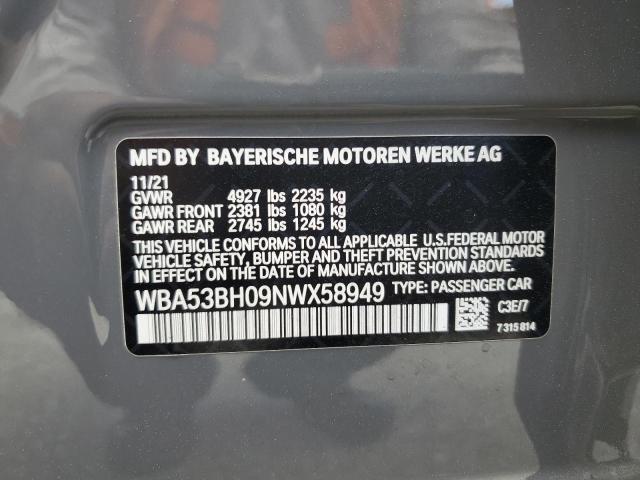 MFD BY BAYERISCHE MOTOREN WERKE AG
11/21
GVWR 4927 lbs 2235 kg
GAWR FRONT 2381 lbs 1080 kg
GAWR REAR 2745 lbs 1245 kg
THIS VEHICLE CONFORMS TO ALL APPLICABLE U.S.FEDERAL MOTOR
VEHICLE SAFETY, BUMPER, AND THEFT PREVENTION STANDARDS
IN EFFECT ON THE DATE OF MANUFACTURE SHOWN ABOVE.
WBA53BH09NWX58949 TYPE: PASSENGER CAR
C3E/7
7315814